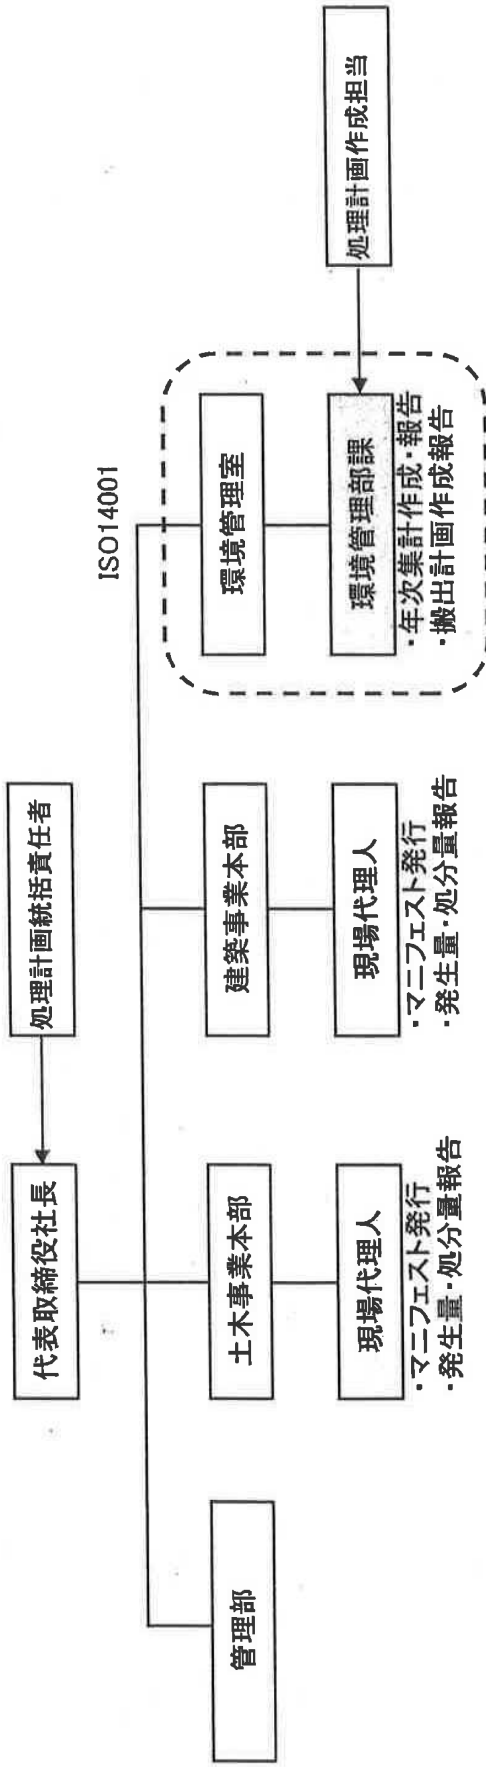 代表取締役社長
処理計画統括責任者
ISO14001
管理部
土木事業本部
建築事業本部
環境管理室
現場代理人
・マニフェスト発行
・発生量・処分量報告
現場代理人
・マニフェスト発行
・発生量・処分量報告
環境管理部課
・年次集計作成・報告
・搬出計画作成報告
処理計画作成担当